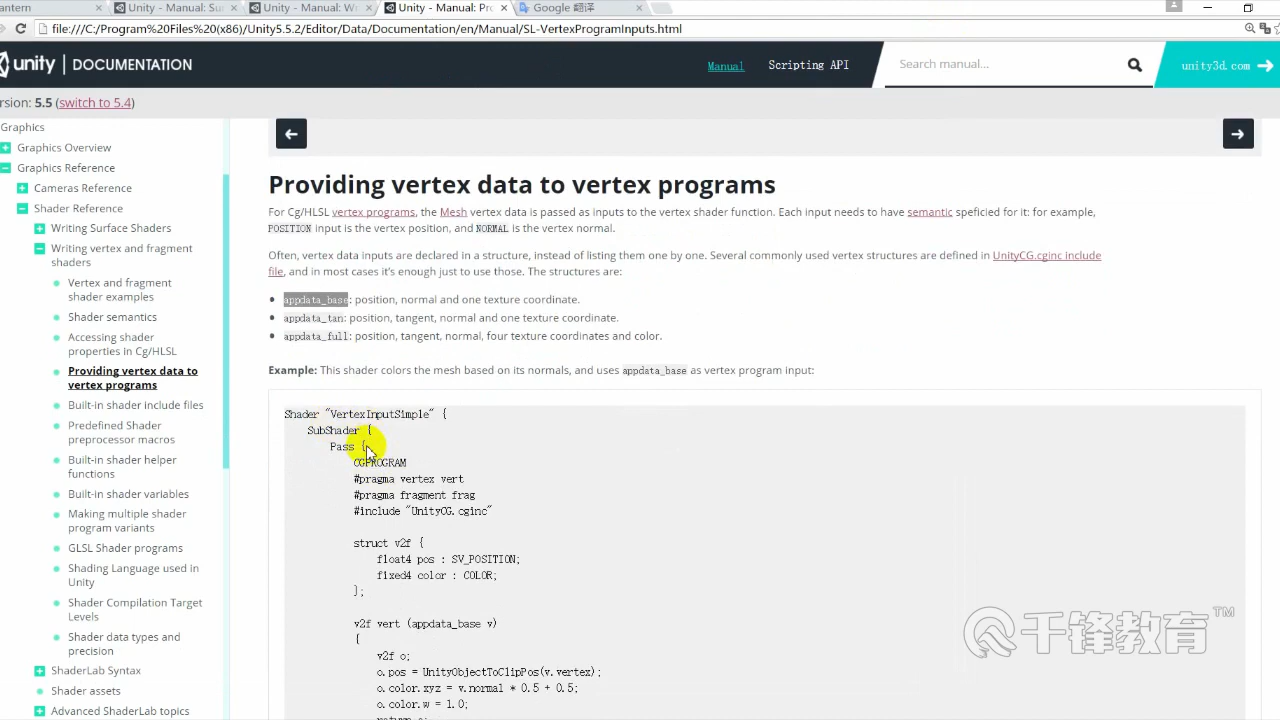 antern
Unity - Manual: Su
Unity - Manual: W
Unity - Manual: Pr
Google 翻译
file:///C:/Program%20Files%20(x86)/Unity5.5.2/Editor/Data/Documentation/en/Manual/SL-VertexProgramInputs.html
unity | DOCUMENTATION
Manual
Scripting API
Search manual...
unity3d.com
rsion: 5.5 (switch to 5.4)
Graphics
Graphics Overview
Graphics Reference
Cameras Reference
Shader Reference
Writing Surface Shaders
Writing vertex and fragment
shaders
Vertex and fragment
shader examples
Shader semantics
Accessing shader
properties in Cg/HLSL
Providing vertex data to
vertex programs
Built-in shader include files
Predefined Shader
preprocessor macros
Built-in shader helper
functions
Built-in shader variables
Making multiple shader
program variants
GLSL Shader programs
Shading Language used in
Unity
Shader Compilation Target
Levels
Shader data types and
precision
ShaderLab Syntax
Shader assets
Advanced ShaderLab topics
Providing vertex data to vertex programs
For Cg/HLSL vertex programs, the Mesh vertex data is passed as inputs to the vertex shader function. Each input needs to have semantic speficied for it: for example,
POSITION input is the vertex position, and NORMAL is the vertex normal.
Often, vertex data inputs are declared in a structure, instead of listing them one by one. Several commonly used vertex structures are defined in UnityCG.cginc include
file, and in most cases it's enough just to use those. The structures are:
appdata_base: position, normal and one texture coordinate.
appdata_tan: position, tangent, normal and one texture coordinate.
appdata_full: position, tangent, normal, four texture coordinates and color.
Example: This shader colors the mesh based on its normals, and uses appdata_base as vertex program input:
Shader "VertexInputSimple" {
SubShader {
Pass {
CGPROGRAM
#pragma vertex vert
#pragma fragment frag
#include "UnityCG.cginc"
struct v2f {
float4 pos : SV_POSITION;
fixed4 color : COLOR;
};
v2f vert (appdata_base v)
{
v2f o;
o.pos = UnityObjectToClipPos(v.vertex);
o.color.xyz = v.normal * 0.5 + 0.5;
o.color.w = 1.0;
return o;
千锋教育™